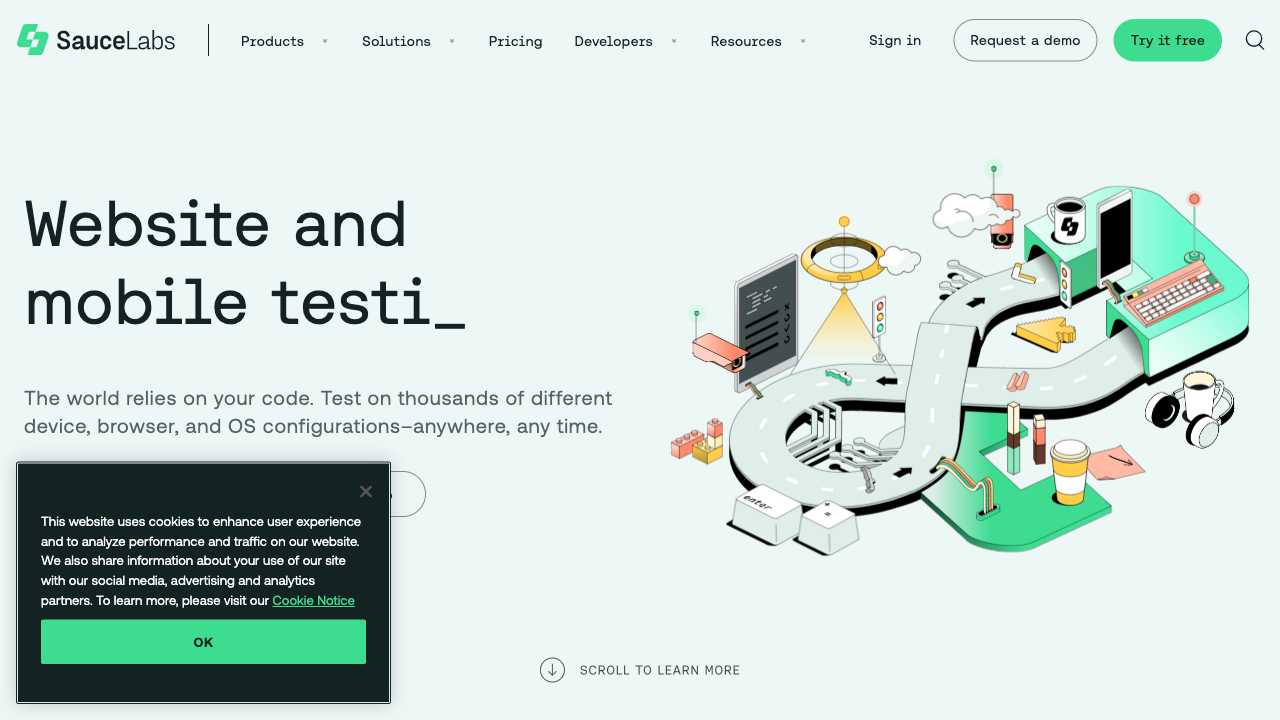 SauceLabs
Products
Solutions
Pricing
Developers
Resources
Sign in
Request a demo
Try it free
Website and
mobile testi_
The world relies on your code. Test on thousands of different
device, browser, and OS configurations–anywhere, any time.
This website uses cookies to enhance user experience
and to analyze performance and traffic on our website.
We also share information about your use of our site
with our social media, advertising and analytics
partners. To learn more, please visit our Cookie Notice
OK
enter
SCROLL TO LEARN MORE